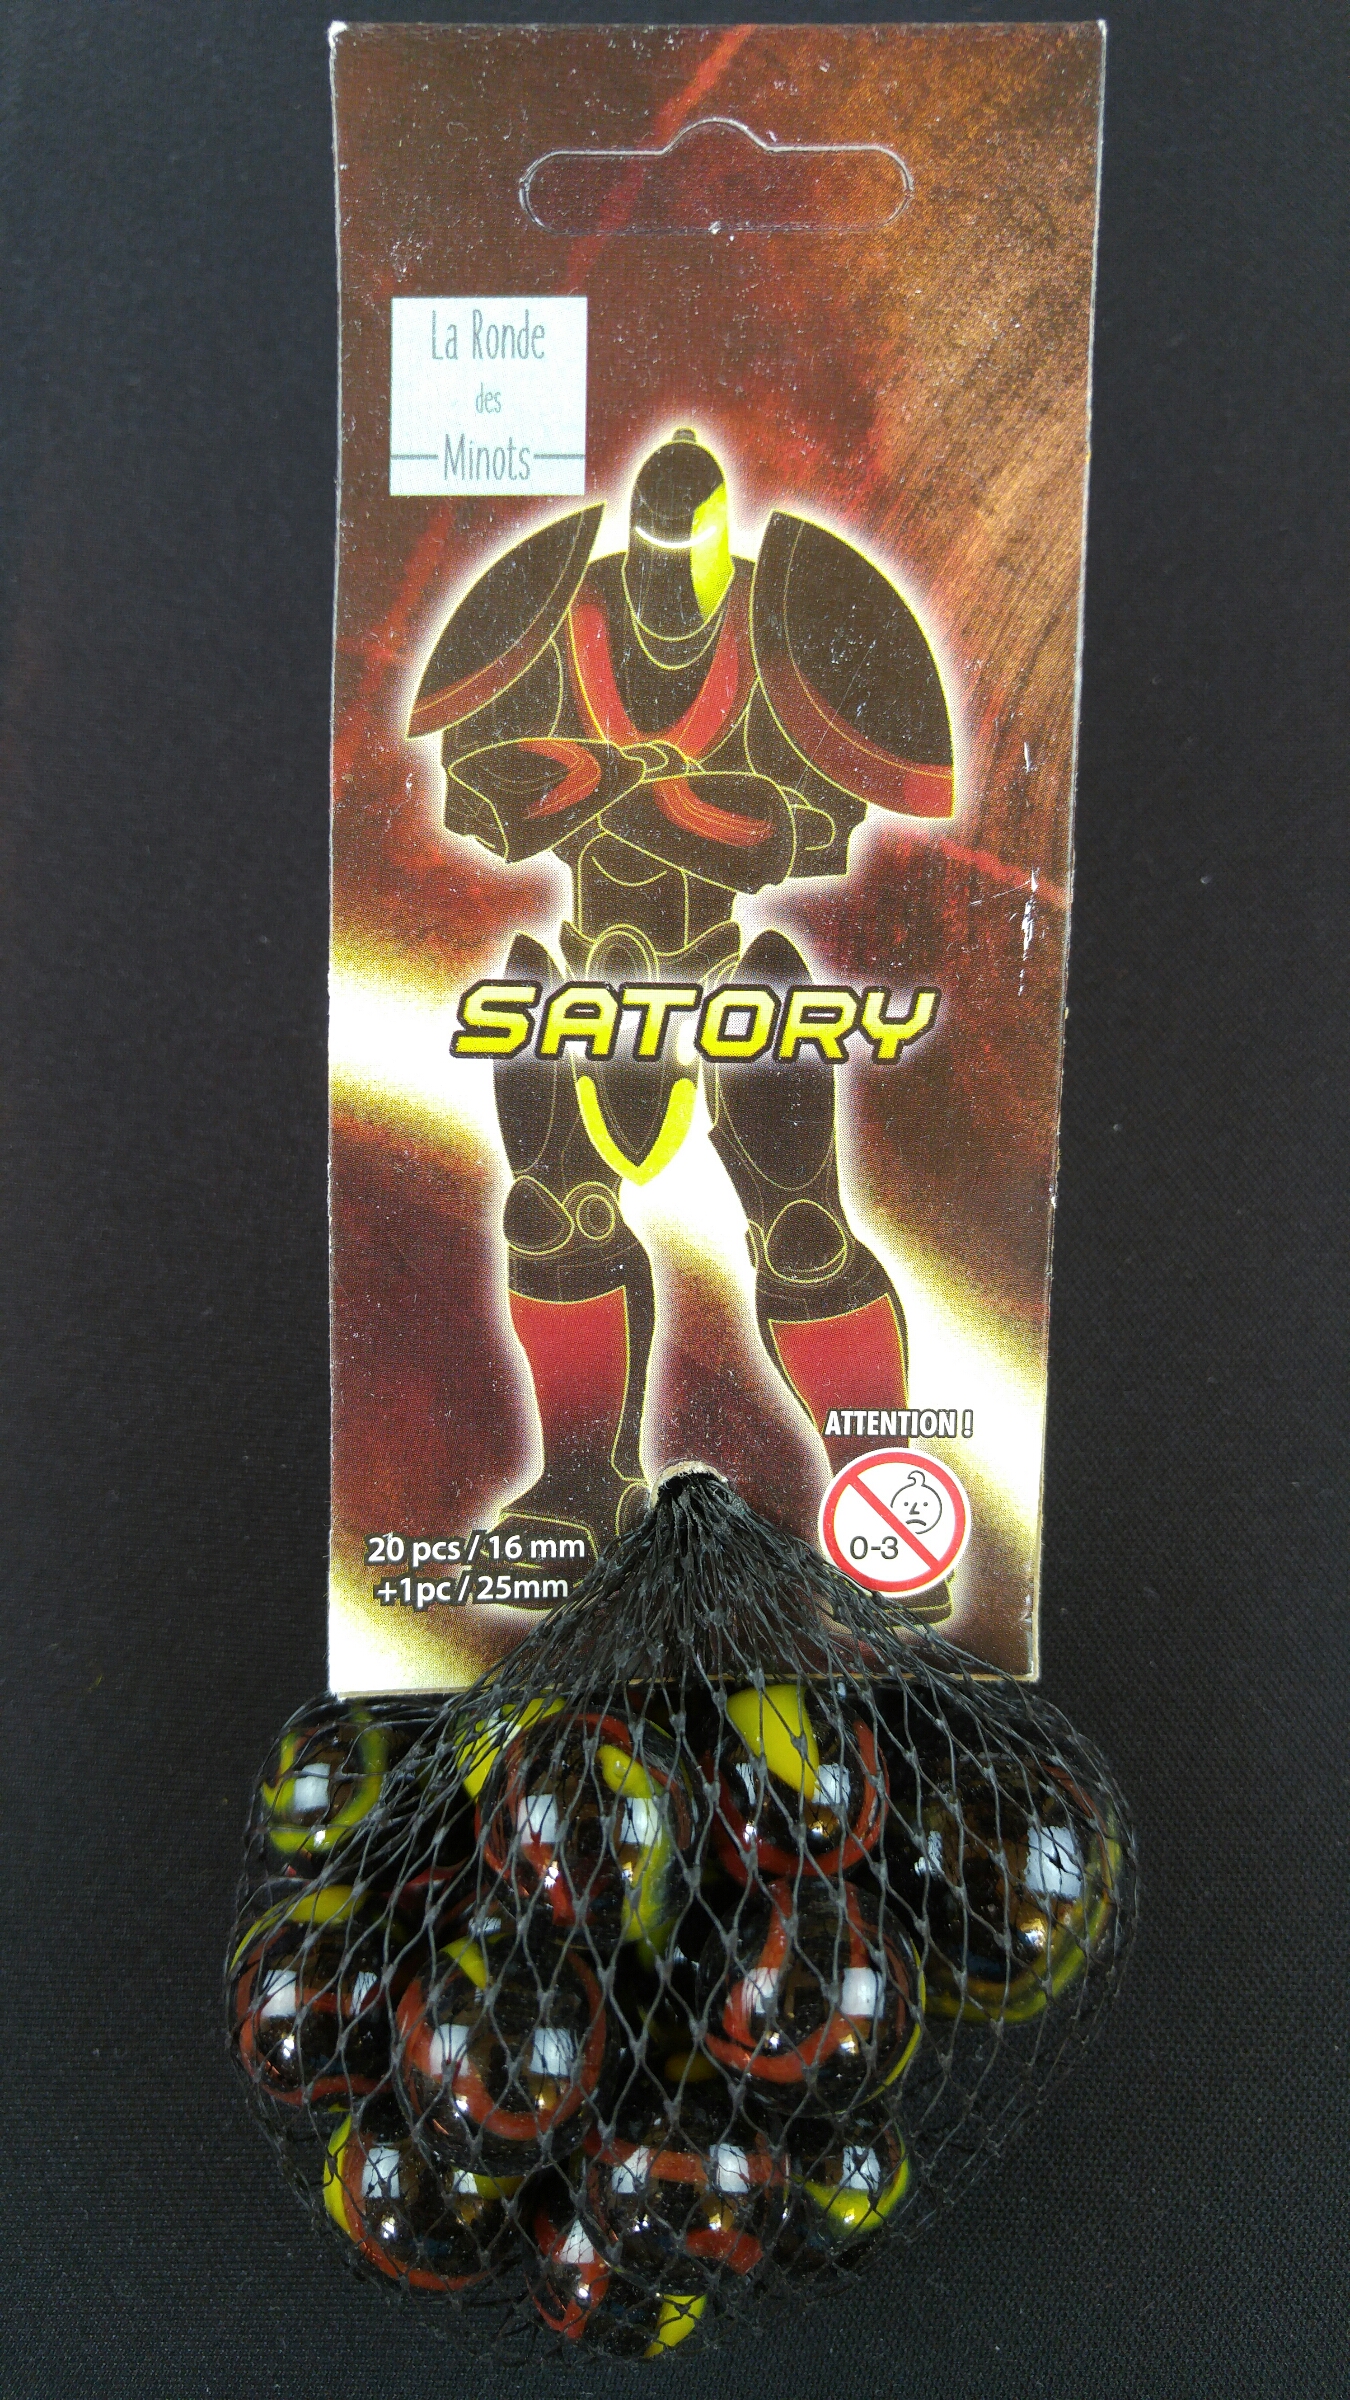 La Ronde
des
Minots
SATORY
ATTENTION !
0-3
20 pcs / 16 mm
+1pc / 25mm